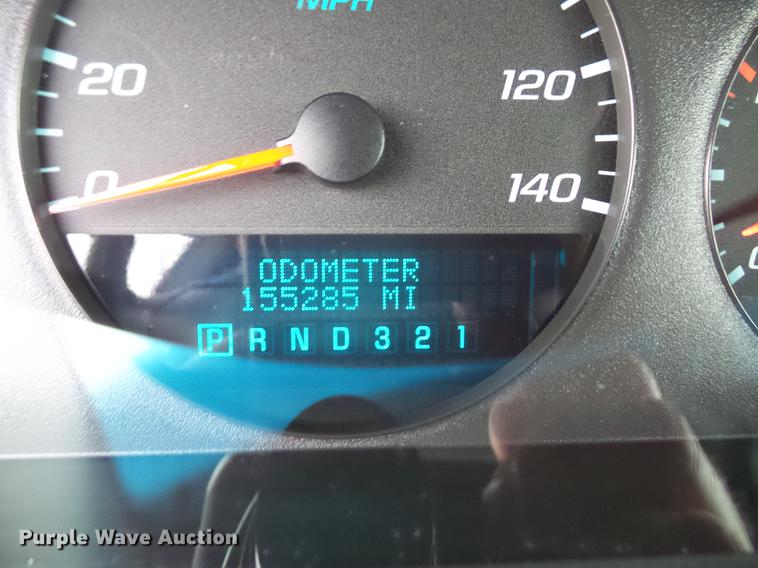 MPH
20
120
0
140
ODOMETER
155285 MI
P R N D 3 2 1
Purple Wave Auction